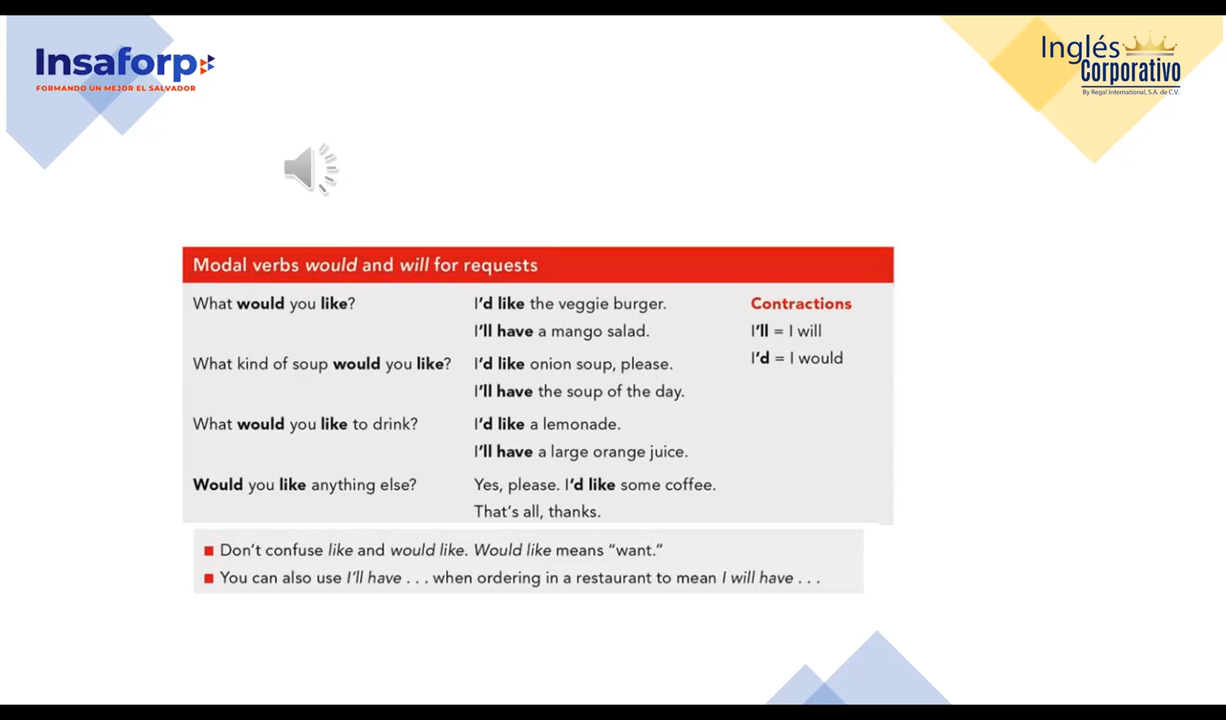 Insaforp
FORMANDO UN MEJOR EL SALVADOR
Inglés
Corporativo
By Regal International, S.A. de C.V.
Modal verbs would and will for requests
What would you like?
I'd like the veggie burger.
I'll have a mango salad.
What kind of soup would you like?
I'd like onion soup, please.
I'll have the soup of the day.
What would you like to drink?
I'd like a lemonade.
I'll have a large orange juice.
Would you like anything else?
Yes, please. I'd like some coffee.
That's all, thanks.
Contractions
I'll = I will
I'd = I would
■ Don't confuse like and would like. Would like means “want.“
■ You can also use I'll have . . . when ordering in a restaurant to mean I will have . . .